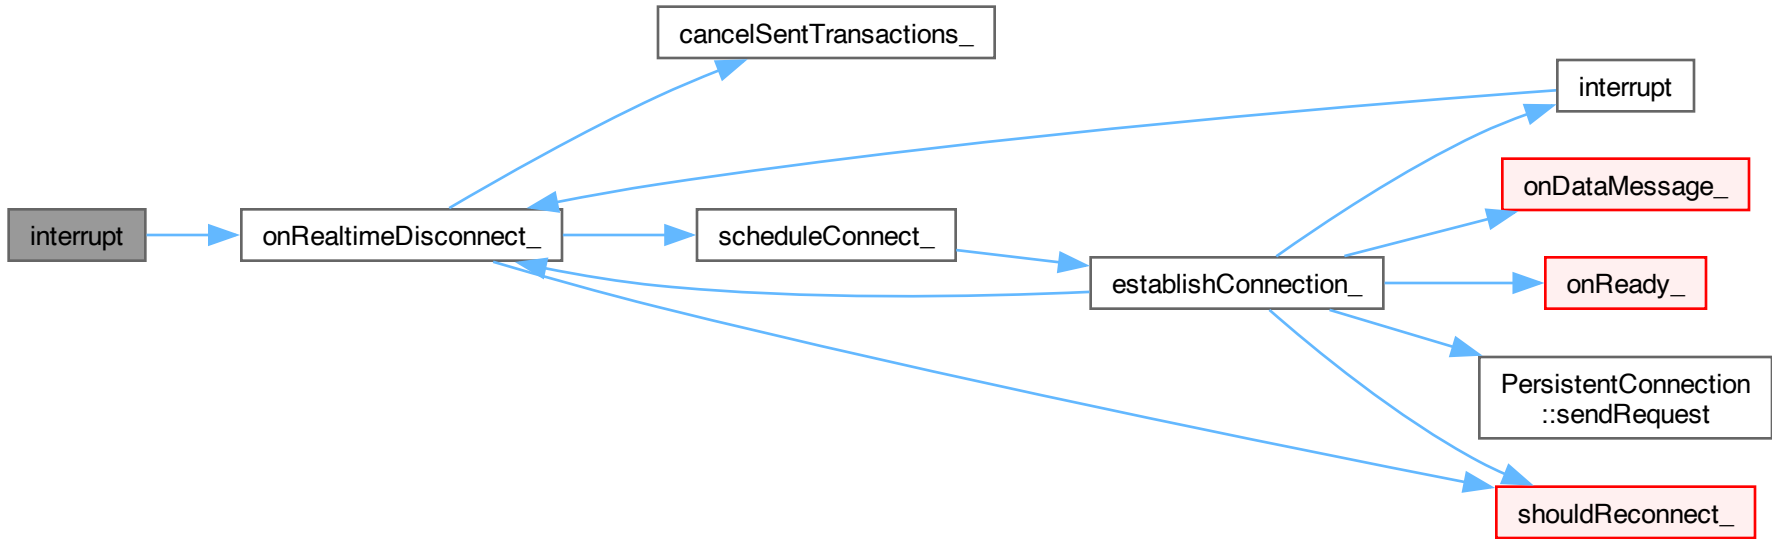 cancelSentTransactions_
interrupt
onDataMessage_
interrupt
onRealtimeDisconnect_
scheduleConnect_
establishConnection_
onReady_
PersistentConnection
::sendRequest
shouldReconnect_